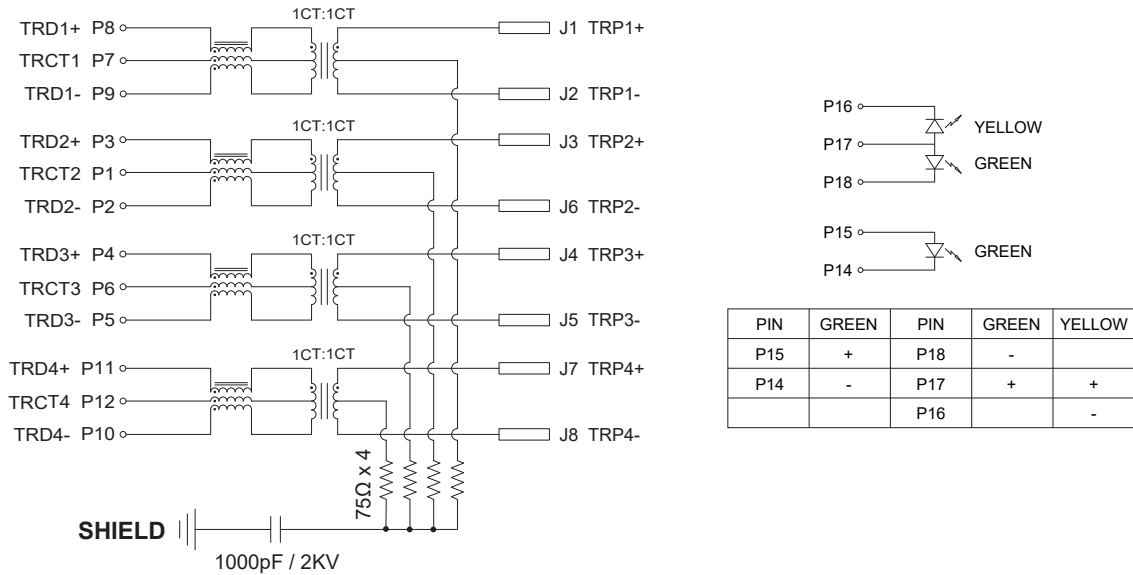 1CT:1CT
TRD1+ P8 J1 TRP1+
TRCT1 P7
TRD1- P9 J2 TRP1-
1CT:1CT
TRD2+ P3 J3 TRP2+
TRCT2 P1
TRD2- P2 J6 TRP2-
1CT:1CT
TRD3+ P4 J4 TRP3+
TRCT3 P6
TRD3- P5 J5 TRP3-
1CT:1CT
TRD4+ P11 J7 TRP4+
TRCT4 P12
TRD4- P10 J8 TRP4-
75Ω x 4
SHIELD
1000pF / 2KV
P16
YELLOW
P17
GREEN
P18
P15
GREEN
P14
PIN GREEN PIN GREEN YELLOW
P15 + P18 -
P14 - P17 + +
P16 -